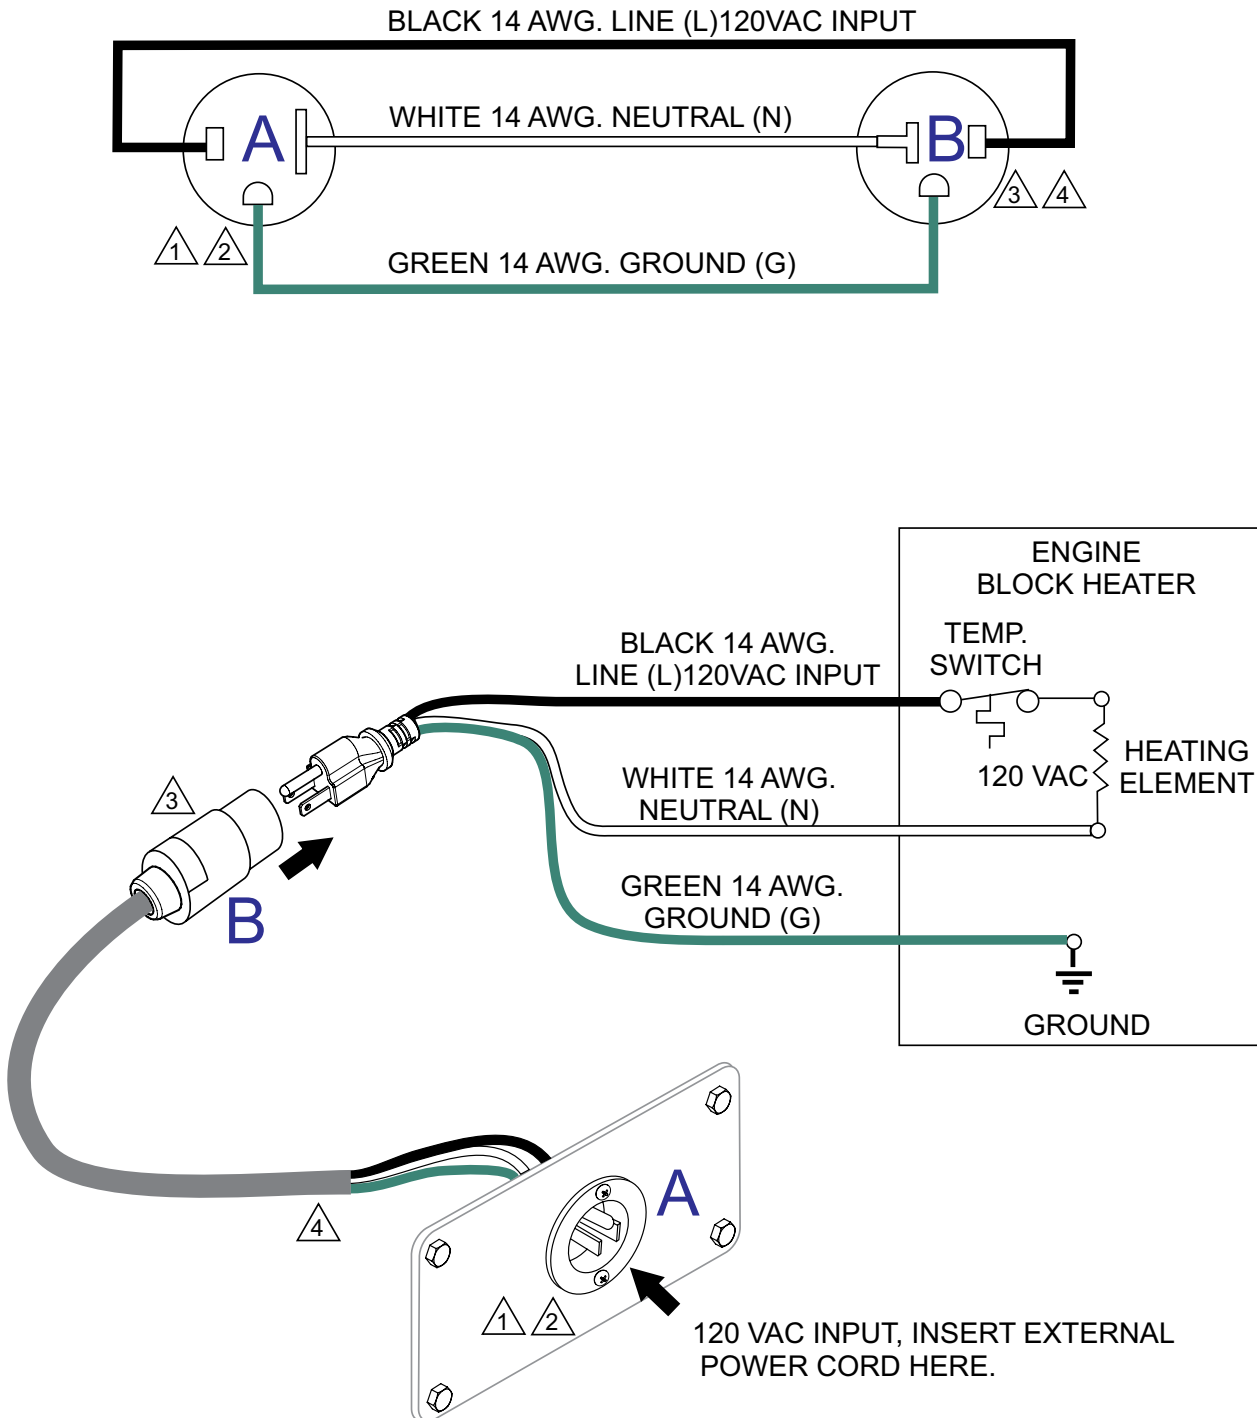 BLACK 14 AWG. LINE (L)120VAC INPUT
A
WHITE 14 AWG. NEUTRAL (N)
B
1
2
3
4
GREEN 14 AWG. GROUND (G)
ENGINE
BLOCK HEATER
BLACK 14 AWG.
LINE (L)120VAC INPUT
TEMP.
SWITCH
WHITE 14 AWG.
NEUTRAL (N)
120 VAC
HEATING
ELEMENT
3
B
GREEN 14 AWG.
GROUND (G)
GROUND
4
A
1
2
120 VAC INPUT, INSERT EXTERNAL
POWER CORD HERE.